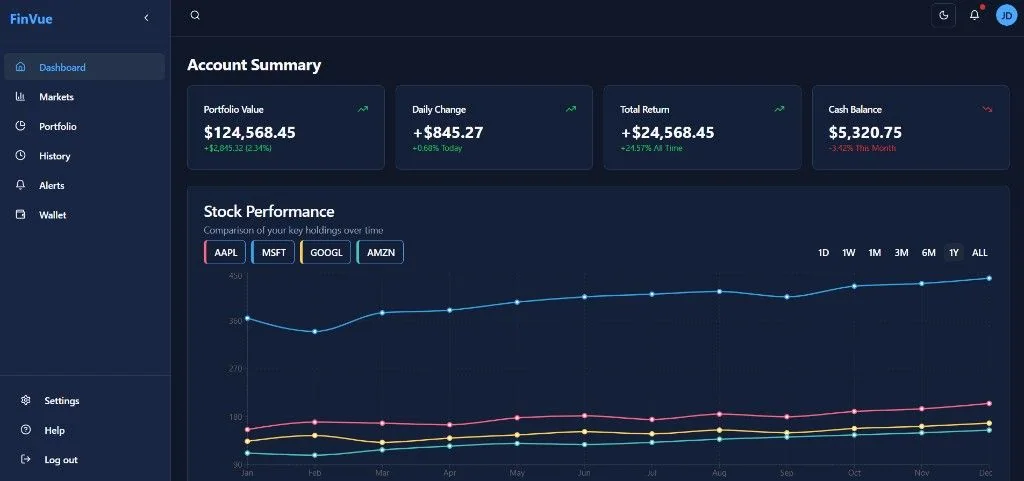 FinVue
JD
Dashboard
Markets
Portfolio
History
Alerts
Wallet
Settings
Help
Log out
Account Summary
Portfolio Value
$124,568.45
+$2,845.32 (2.34%)
Daily Change
+$845.27
+0.68% Today
Total Return
+$24,568.45
+24.57% All Time
Cash Balance
$5,320.75
-3.42% This Month
Stock Performance
Comparison of your key holdings over time
AAPL MSFT GOOGL AMZN
1D 1W 1M 3M 6M 1Y ALL
450
360
270
180
90
Jan Feb Mar Apr May Jun Jul Aug Sep Oct Nov Dec